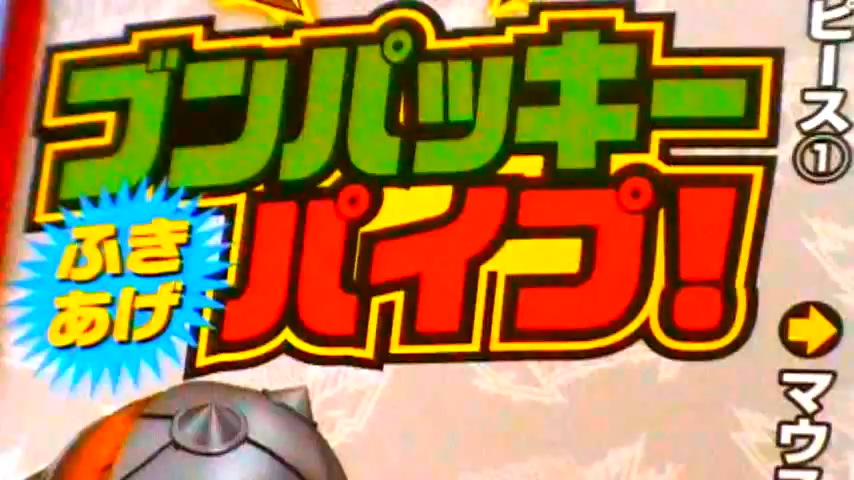 ブンパッキー
ふき
あげ
パイプ!
ピース①
マウス